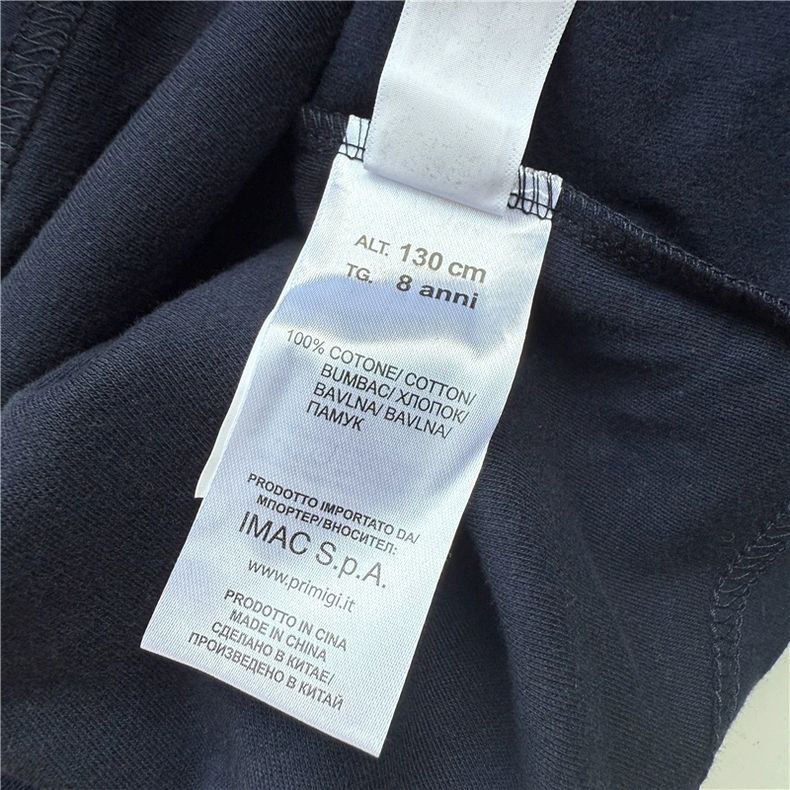 ALT. 130 cm
TG. 8 anni
100% COTONE/ COTTON/
BUMBAC/ ХЛОПОК/
BAVLNA/ BAVLNA/
ПАМУК
PRODOTTO IMPORTATO DA/
МПОРТЕР/ВНОСИТЕЛ:
IMAC S.p.A.
www.primigi.it
PRODOTTO IN CINA
MADE IN CHINA
СДЕЛАНО В КИТАЕ/
ПРОИЗВЕДЕНО В КИТАЙ